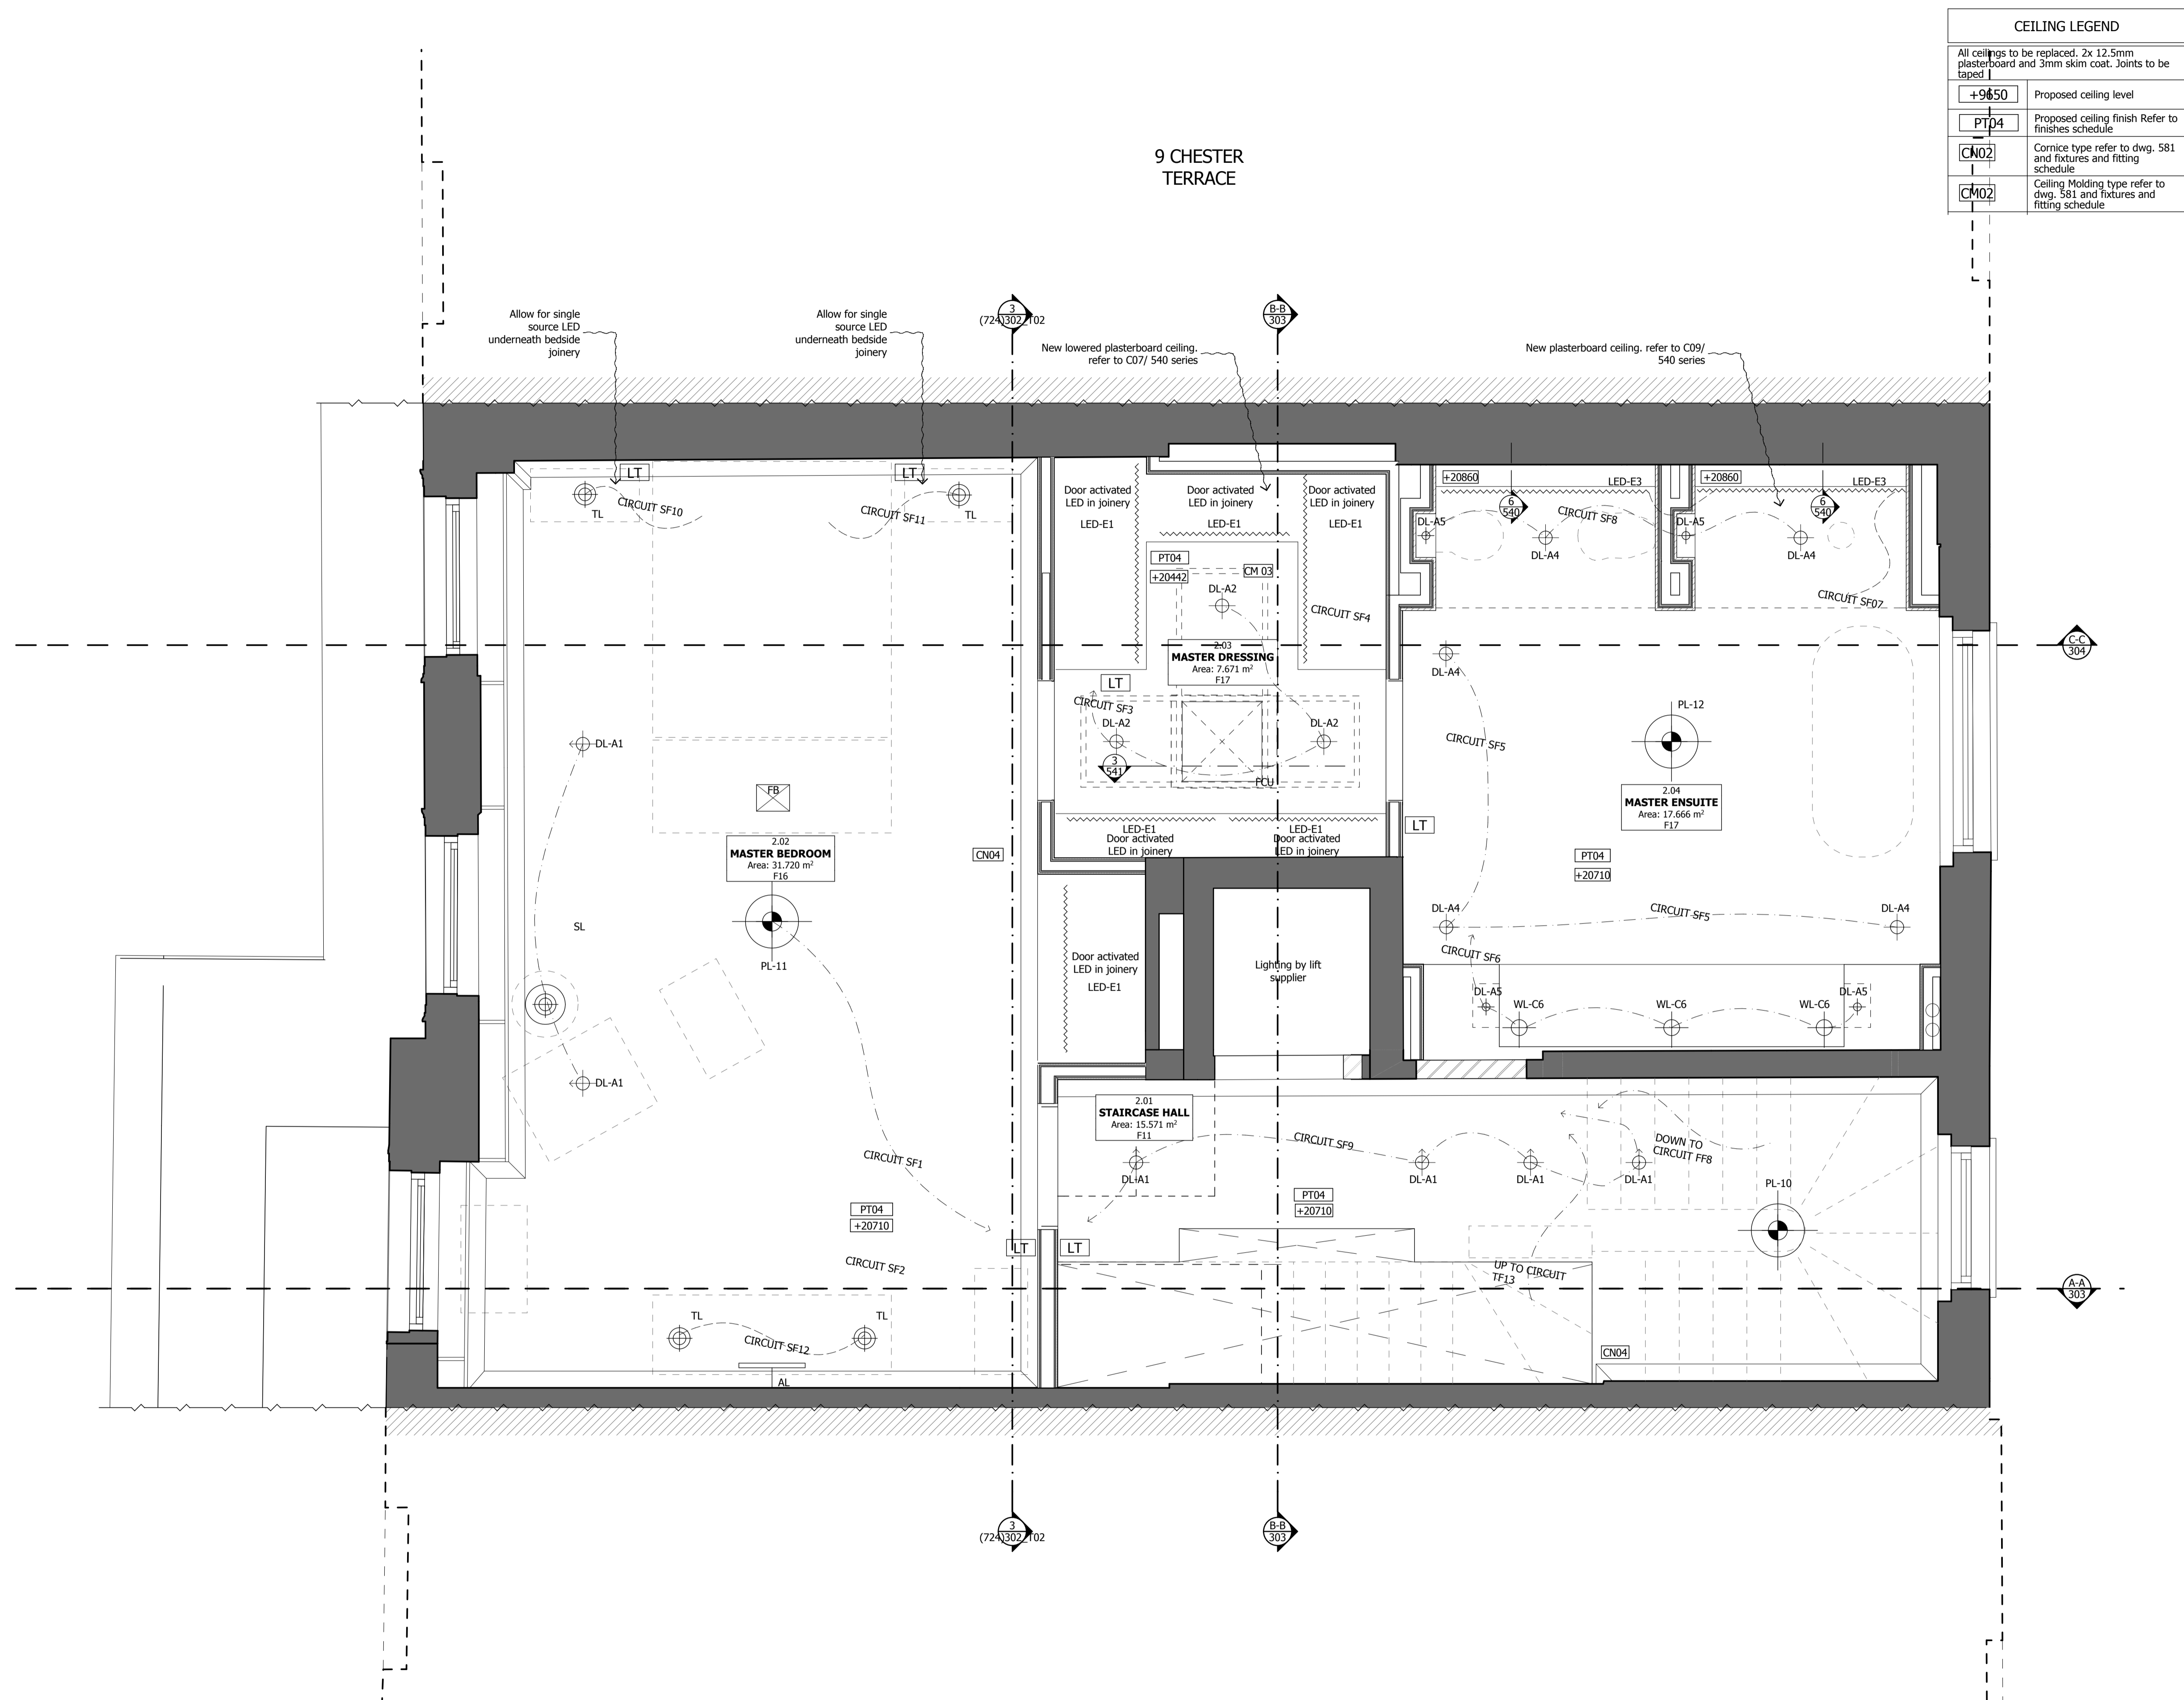 CEILING LEGEND
All ceilings to be replaced. 2x 12.5mm
plasterboard and 3mm skim coat. Joints to be
taped
+9650
Proposed ceiling level
PT04
Proposed ceiling finish Refer to
finishes schedule
CN02
Cornice type refer to dwg. 581
and fixtures and fitting
schedule
CM02
Ceiling Molding type refer to
dwg. 581 and fixtures and
fitting schedule
9 CHESTER
TERRACE
Allow for single
source LED
underneath bedside
joinery
Allow for single
source LED
underneath bedside
joinery
3
(724)302_T02
B-B
303
New lowered plasterboard ceiling.
refer to C07/ 540 series
New plasterboard ceiling. refer to C09/
540 series
LT
LT
TL
CIRCUIT SF10
CIRCUIT SF11
TL
Door activated
LED in joinery
LED-E1
Door activated
LED in joinery
LED-E1
Door activated
LED in joinery
LED-E1
+20860
LED-E3
+20860
LED-E3
6
540
6
540
DL-A5
CIRCUIT SF8
DL-A5
DL-A4
DL-A4
PT04
+20442
CM 03
DL-A2
CIRCUIT SF4
CIRCUIT SF07
2.03
MASTER DRESSING
Area: 7.671 m²
F17
C-C
304
DL-A4
LT
CIRCUIT SF3
DL-A2
DL-A2
PL-12
CIRCUIT SF5
DL-A1
3
541
FCU
FB
2.04
MASTER ENSUITE
Area: 17.666 m²
F17
LED-E1
Door activated
LED in joinery
LED-E1
Door activated
LED in joinery
LT
2.02
MASTER BEDROOM
Area: 31.720 m²
F16
CN04
PT04
+20710
DL-A4
CIRCUIT SF5
DL-A4
SL
PL-11
Door activated
LED in joinery
LED-E1
Lighting by lift
supplier
CIRCUIT SF6
DL-A5
WL-C6
WL-C6
WL-C6
DL-A5
DL-A1
2.01
STAIRCASE HALL
Area: 15.571 m²
F11
CIRCUIT SF1
CIRCUIT SF9
DOWN TO
CIRCUIT FF8
DL-A1
DL-A1
DL-A1
DL-A1
PL-10
PT04
+20710
PT04
+20710
LT
LT
CIRCUIT SF2
UP TO CIRCUIT
TF13
A-A
303
TL
TL
CIRCUIT SF12
CN04
AL
3
(724)302_T02
B-B
303